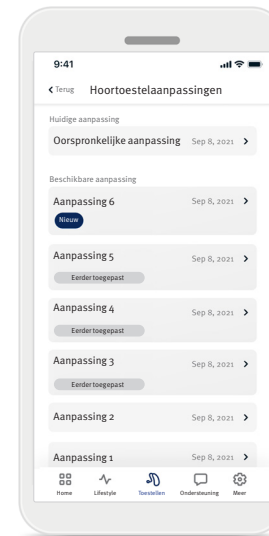 9:41
Terug Hoortoestelaanpassingen
Huidige aanpassing
Oorspronkelijke aanpassing Sep 8, 2021
Beschikbare aanpassing
Aanpassing 6 Sep 8, 2021
Nieuw
Aanpassing 5 Sep 8, 2021
Eerder toegepast
Aanpassing 4 Sep 8, 2021
Eerder toegepast
Aanpassing 3 Sep 8, 2021
Eerder toegepast
Aanpassing 2 Sep 8, 2021
Aanpassing 1 Sep 8, 2021
Home Lifestyle Toestellen Ondersteuning Meer